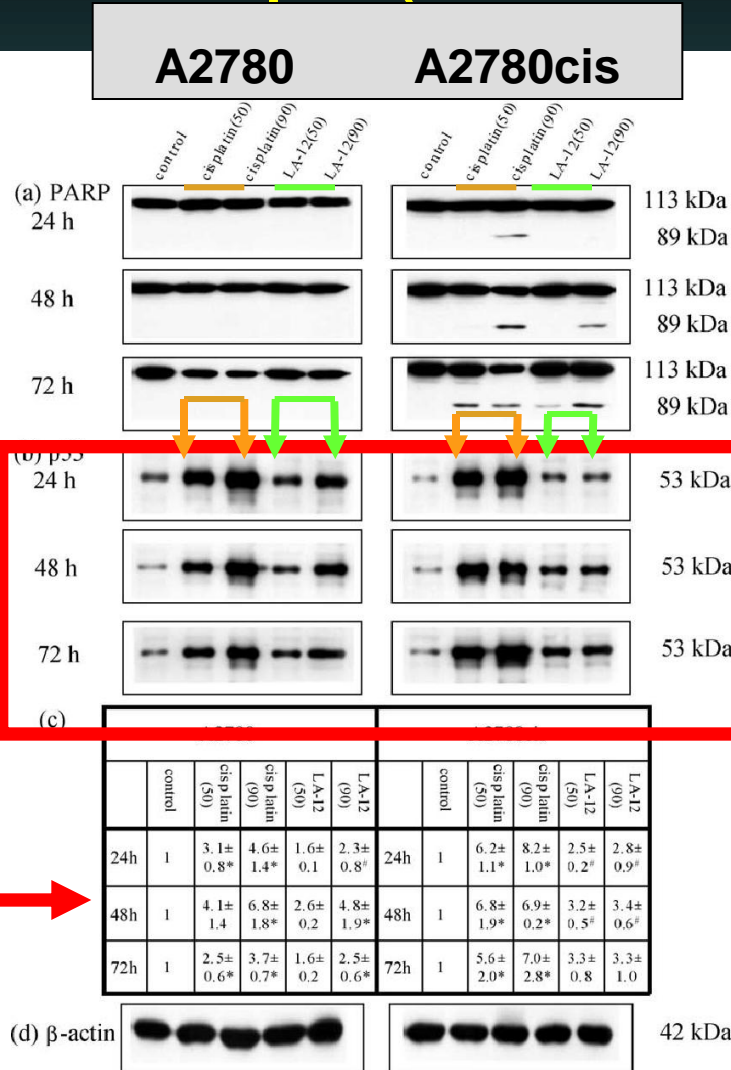 A2780 A2780cis
control cisplatin(50) cisplatin(90) LA-12(50) LA-12(90) control cisplatin(50) cisplatin(90) LA-12(50) LA-12(90)
(a) PARP 113 kDa
24 h
89 kDa
48 h 113 kDa
89 kDa
72 h 113 kDa
89 kDa
(b) p53
24 h 53 kDa
48 h 53 kDa
72 h 53 kDa
(c)
control cisplatin (50) cisplatin (90) LA-12 (50) LA-12 (90) control cisplatin (50) cisplatin (90) LA-12 (50) LA-12 (90)
24h 1 3.1± 0.8* 4.6± 1.4* 1.6± 0.1 2.3± 0.8# 24h 1 6.2± 1.1* 8.2± 1.0* 2.5± 0.2# 2.8± 0.9#
48h 1 4.1± 1.4 6.8± 1.8* 2.6± 0.2 4.8± 1.9* 48h 1 6.8± 1.9* 6.9± 0.2* 3.2± 0.5# 3.4± 0.6#
72h 1 2.5± 0.6* 3.7± 0.7* 1.6± 0.2 2.5± 0.6* 72h 1 5.6± 2.0* 7.0± 2.8* 3.3± 0.8 3.3± 1.0
(d) β-actin 42 kDa